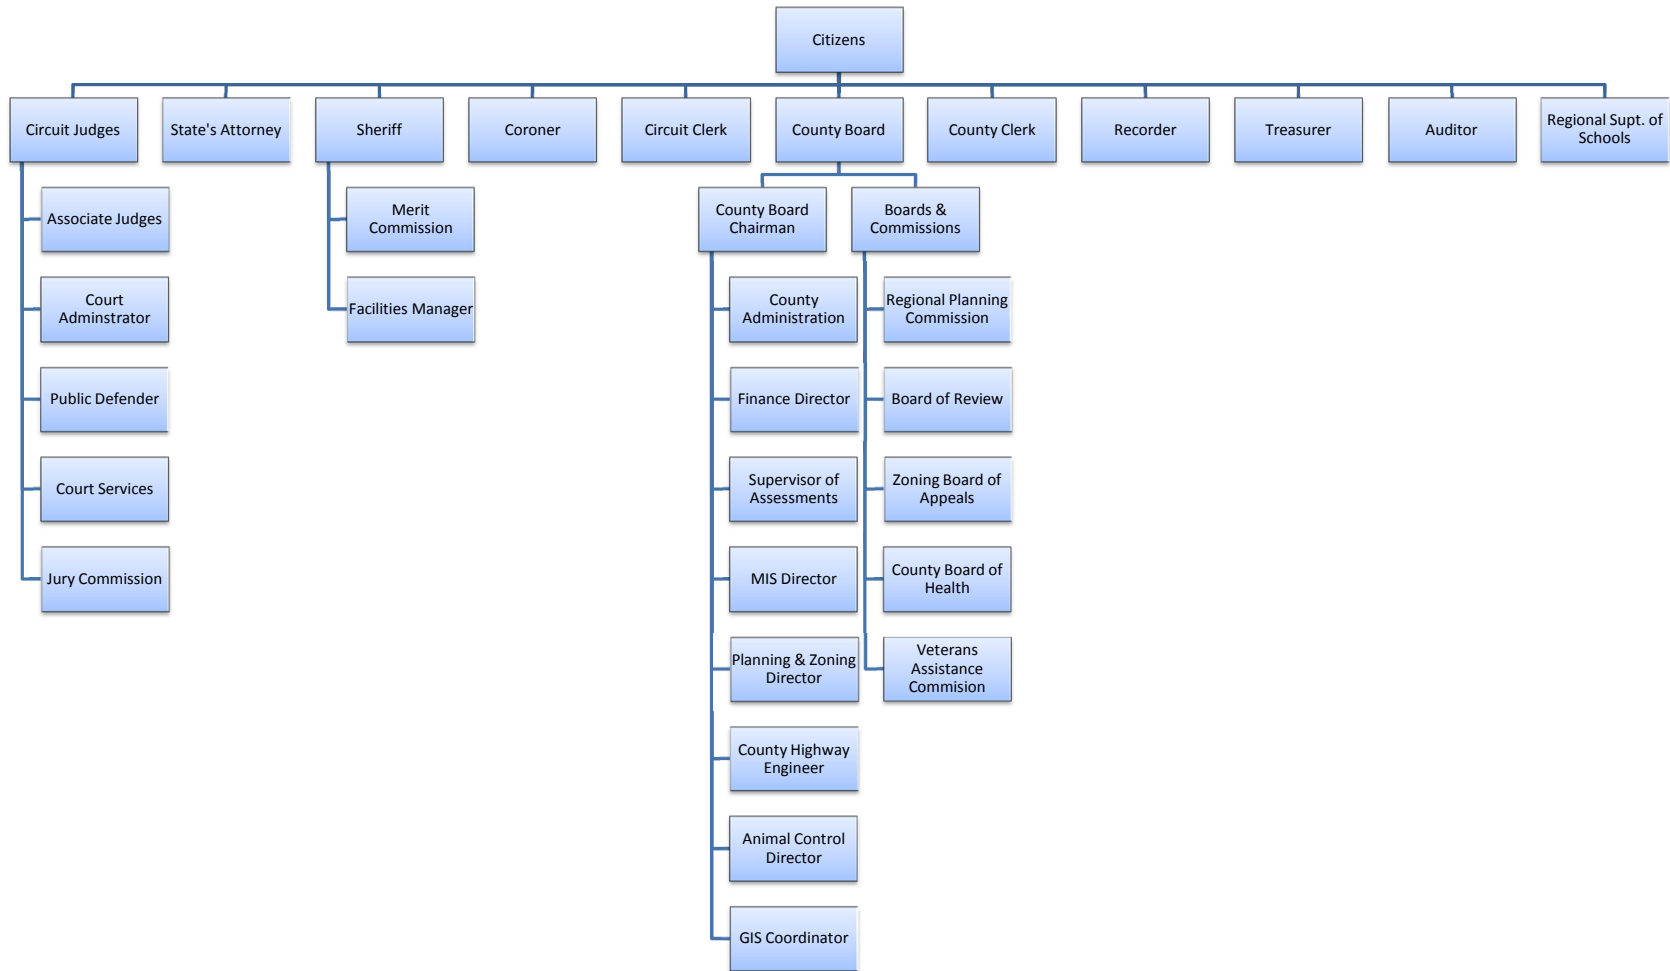 Citizens
Circuit Judges
State's Attorney
Sheriff
Coroner
Circuit Clerk
County Board
County Clerk
Recorder
Treasurer
Auditor
Regional Supt. of
Schools
Associate Judges
Court
Adminstrator
Public Defender
Court Services
Jury Commission
Merit
Commission
Facilities Manager
County Board
Chairman
Boards &
Commissions
County
Administration
Finance Director
Supervisor of
Assessments
MIS Director
Planning & Zoning
Director
County Highway
Engineer
Animal Control
Director
GIS Coordinator
Regional Planning
Commission
Board of Review
Zoning Board of
Appeals
County Board of
Health
Veterans
Assistance
Commision